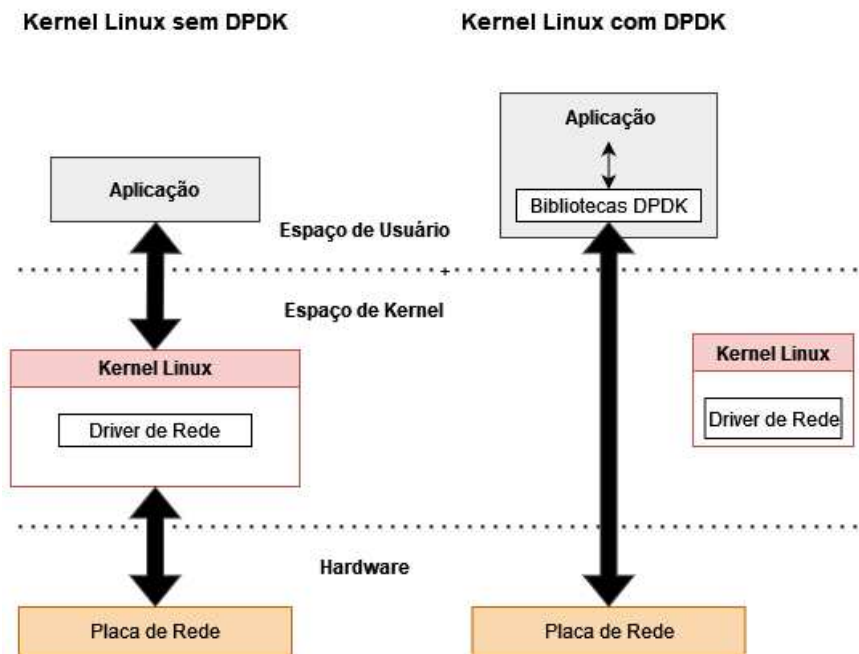 Kernel Linux sem DPDK
Kernel Linux com DPDK
Aplicação
Aplicação
Bibliotecas DPDK
Espaço de Usuário
Espaço de Kernel
Kernel Linux
Driver de Rede
Kernel Linux
Driver de Rede
Hardware
Placa de Rede
Placa de Rede